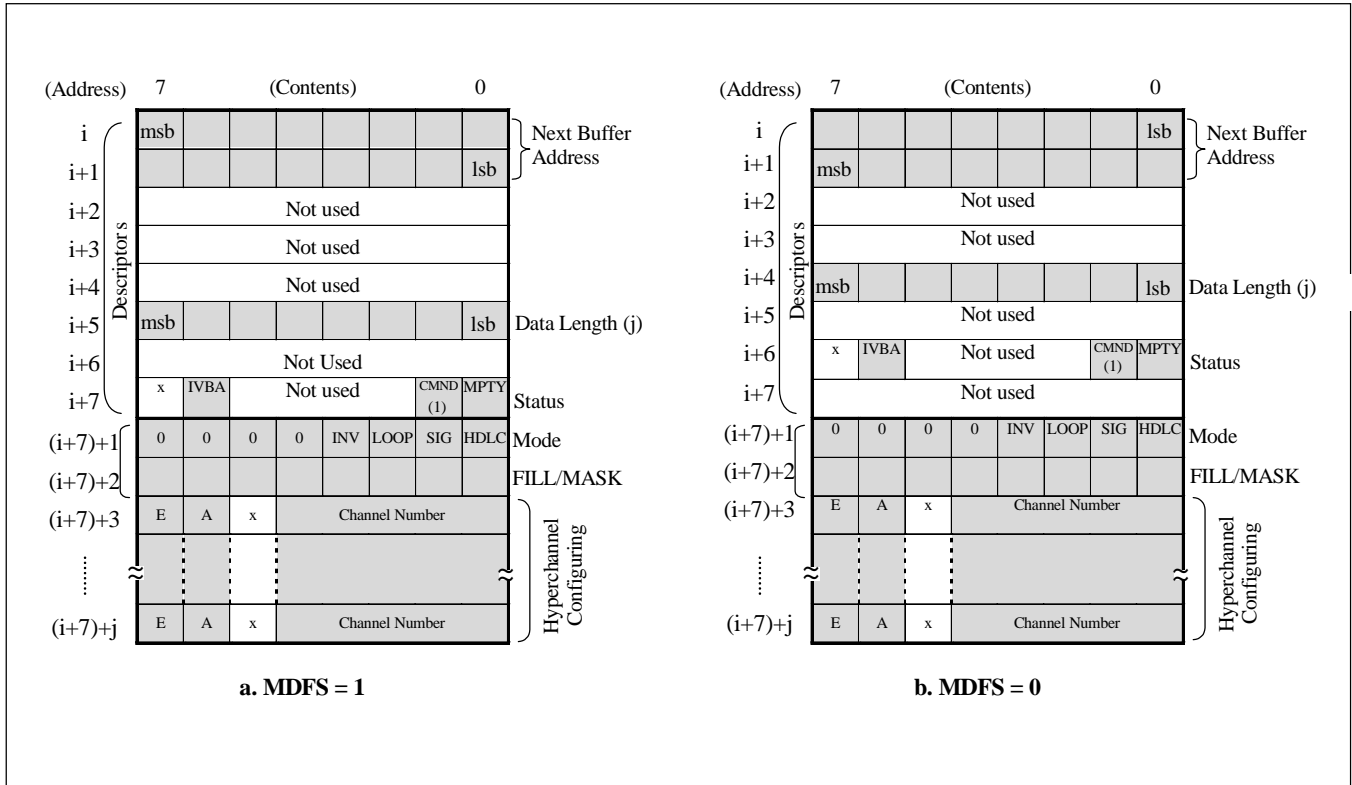 (Address) 7 (Contents) 0
i msb Next Buffer
Address
i+1 lsb
i+2 Not used
i+3 Not used
i+4 Not used
i+5 msb lsb Data Length (j)
i+6 Not Used
i+7 x IVBA Not used CMND (1) MPTY Status
Descriptors
(i+7)+1 0 0 0 0 INV LOOP SIG HDLC Mode
(i+7)+2 FILL/MASK
(i+7)+3 E A x Channel Number
........
≈ ≈
(i+7)+j E A x Channel Number
Hyperchannel
Configuring
a. MDFS = 1
(Address) 7 (Contents) 0
i lsb Next Buffer
Address
i+1 msb
i+2 Not used
i+3 Not used
i+4 msb lsb Data Length (j)
i+5 Not used
i+6 x IVBA Not used CMND (1) MPTY Status
i+7 Not used
Descriptors
(i+7)+1 0 0 0 0 INV LOOP SIG HDLC Mode
(i+7)+2 FILL/MASK
(i+7)+3 E A x Channel Number
........
≈ ≈
(i+7)+j E A x Channel Number
Hyperchannel
Configuring
b. MDFS = 0